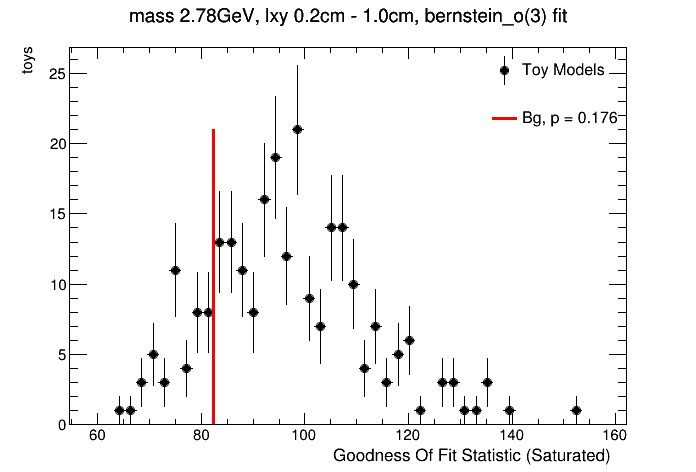 mass 2.78GeV, lxy 0.2cm - 1.0cm, bernstein_o(3) fit
toys
25
20
15
10
5
0
Toy Models
Bg, p = 0.176
60
80
100
120
140
160
Goodness Of Fit Statistic (Saturated)